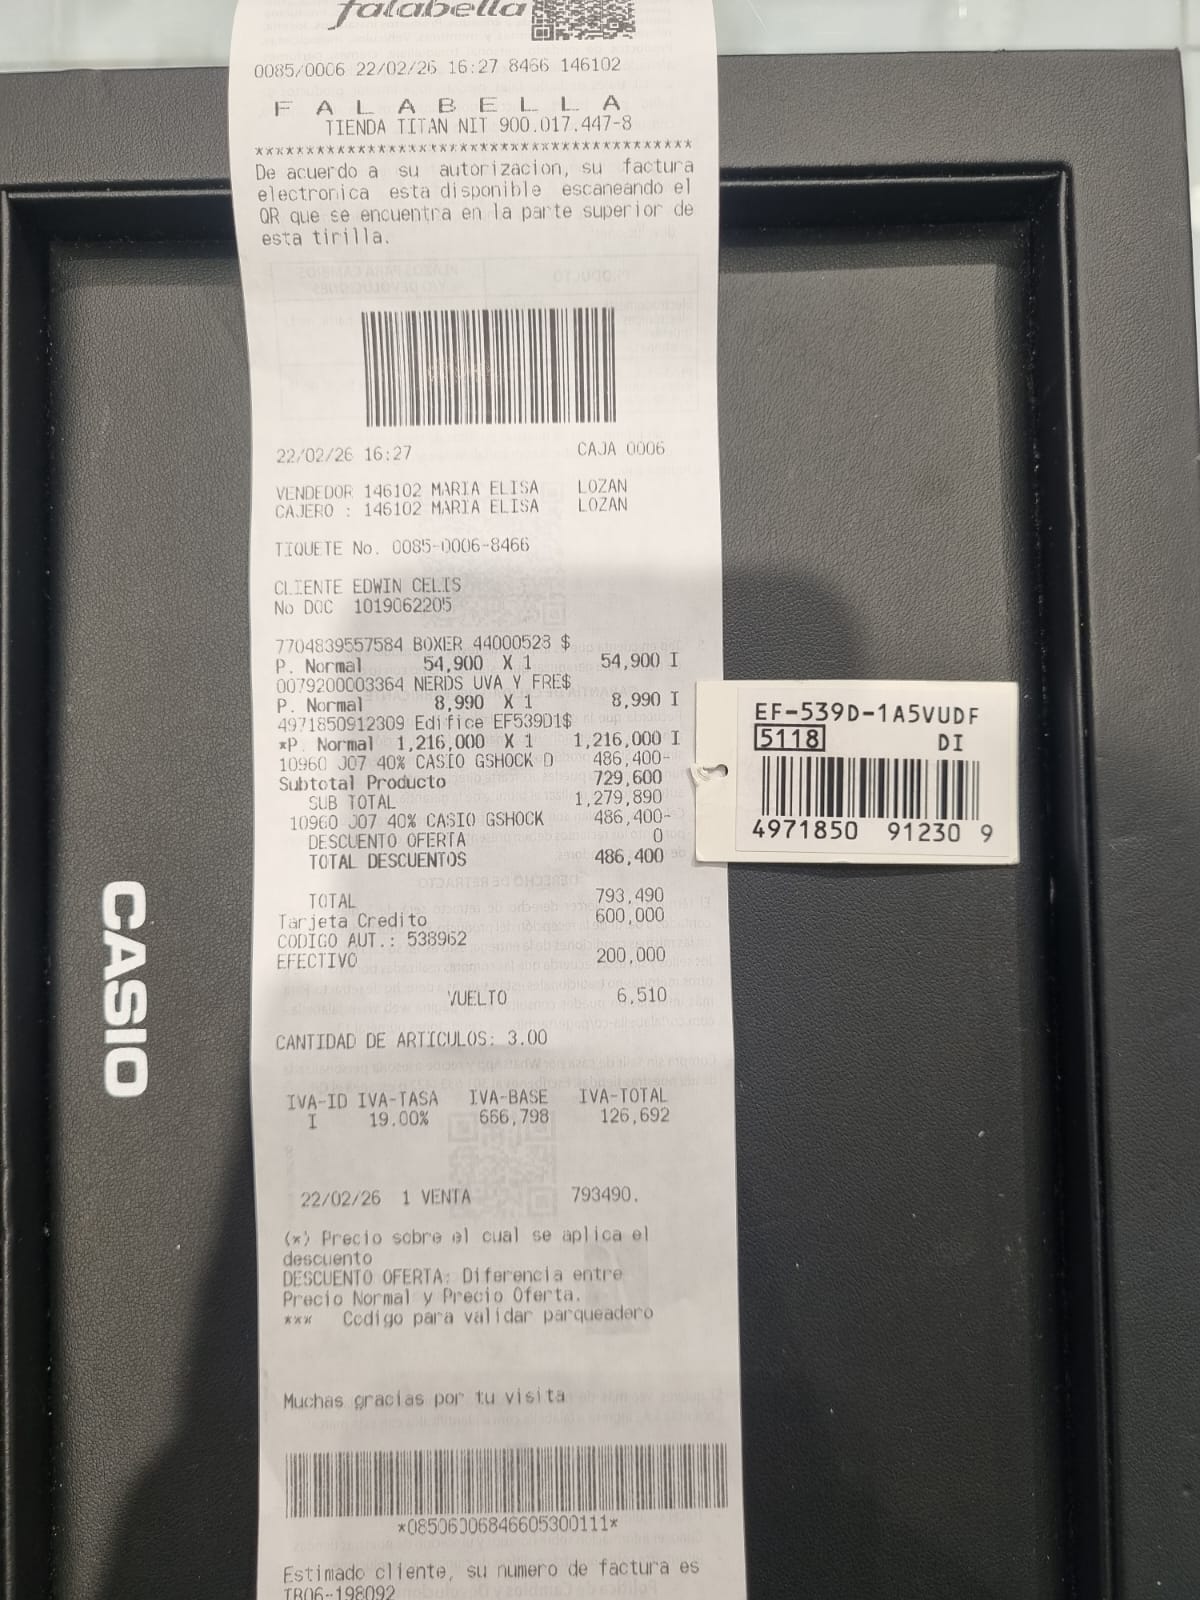 falabella
0085/0006 22/02/26 16:27 8466 146102
F A L A B E L L A
TIENDA TITAN NIT 900.017.447-8
******************************************
De acuerdo a su autorizacion, su factura
electronica esta disponible escaneando el
QR que se encuentra en la parte superior de
esta tirilla.
22/02/26 16:27 CAJA 0006
VENDEDOR 146102 MARIA ELISA LOZAN
CAJERO : 146102 MARIA ELISA LOZAN
TIQUETE No. 0085-0006-8466
CLIENTE EDWIN CELIS
No DOC 1019062205
7704839557584 BOXER 44000523 $
P. Normal 54,900 X 1 54,900 I
0079200003364 NERDS UVA Y FRE$
P. Normal 8,990 X 1 8,990 I
4971850912309 Edifice EF539D1$
*P. Normal 1,216,000 X 1 1,216,000 I
10960 J07 40% CASIO GSHOCK D 486,400-
Subtotal Producto 729,600
SUB TOTAL 1,279,890
10960 J07 40% CASIO GSHOCK 486,400-
DESCUENTO OFERTA 0
TOTAL DESCUENTOS 486,400
TOTAL 793,490
Tarjeta Credito 600,000
CODIGO AUT.: 538962
EFECTIVO 200,000
VUELTO 6,510
CANTIDAD DE ARTICULOS: 3.00
IVA-ID IVA-TASA IVA-BASE IVA-TOTAL
I 19.00% 666,798 126,692
22/02/26 1 VENTA 793490.
(*) Precio sobre el cual se aplica el
descuento
DESCUENTO OFERTA: Diferencia entre
Precio Normal y Precio Oferta.
*** Codigo para validar parqueadero
Muchas gracias por tu visita
*08506006846605300111*
Estimado cliente, su numero de factura es
TB06-198092
EF-539D-1A5VUDF
5118 DI
4971850 91230 9
CASIO